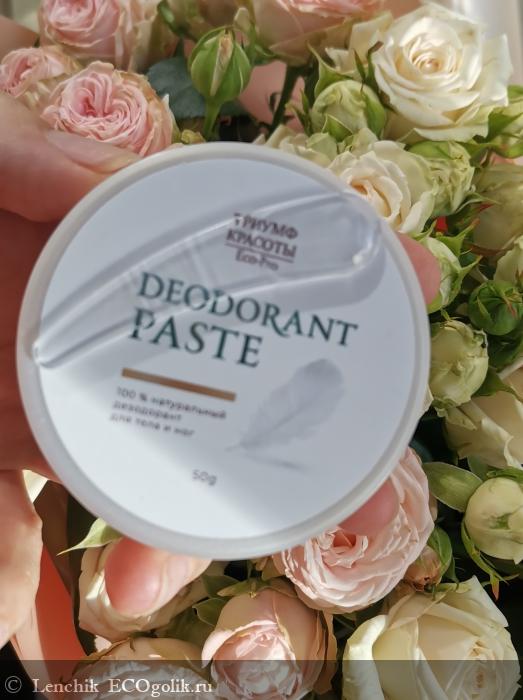 ТРИУМФ
КРАСОТЫ
Eco-Pro
DEODORANT
PASTE
100 % натуральный
дезодорант
для тела и ног
50g
© Lenchik ECOgolik.ru